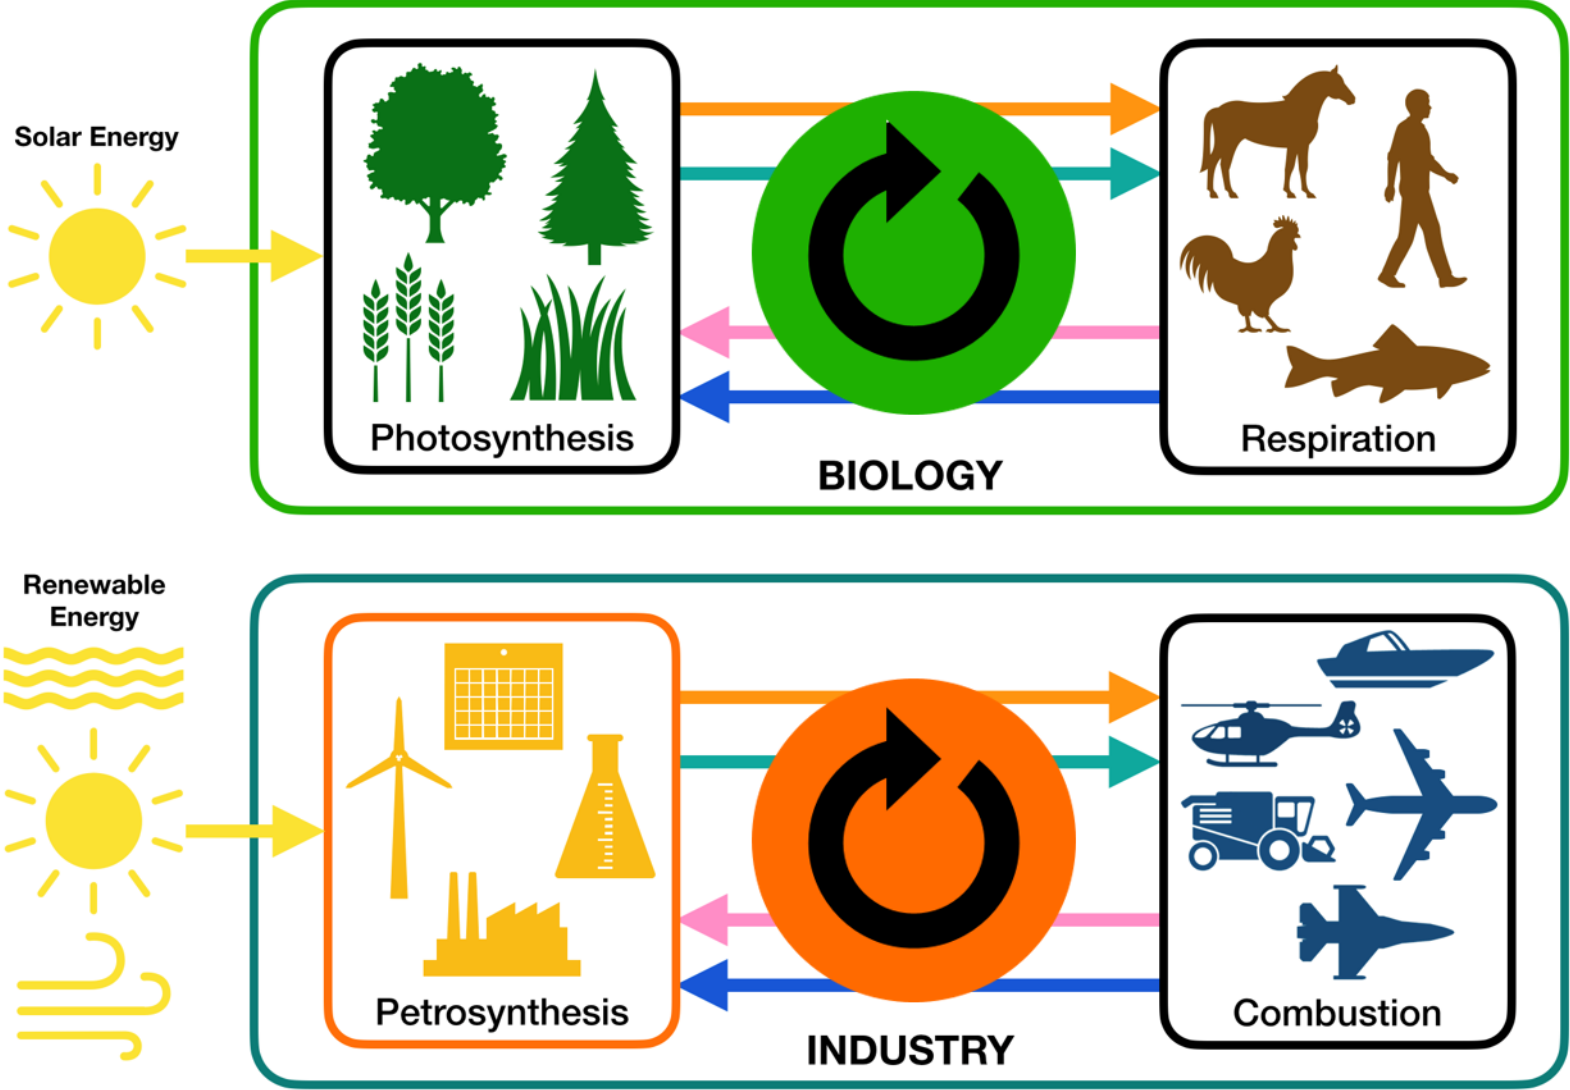 Solar Energy
Photosynthesis
Respiration
BIOLOGY
Renewable
Energy
Petrosynthesis
Combustion
INDUSTRY